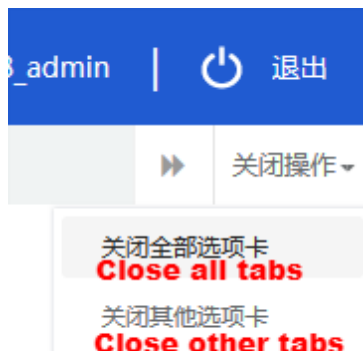 3_admin | 退出
关闭操作
关闭全部选项卡
Close all tabs
关闭其他选项卡
Close other tabs